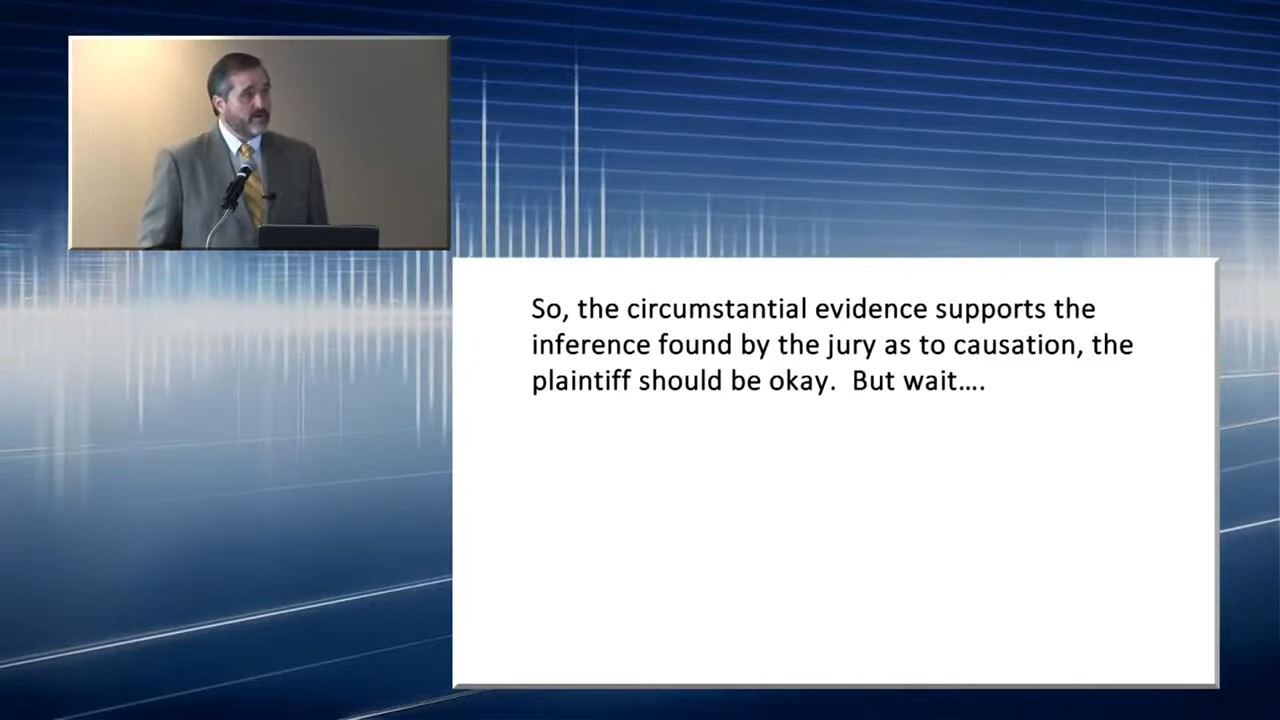 So, the circumstantial evidence supports the
inference found by the jury as to causation, the
plaintiff should be okay.  But wait....